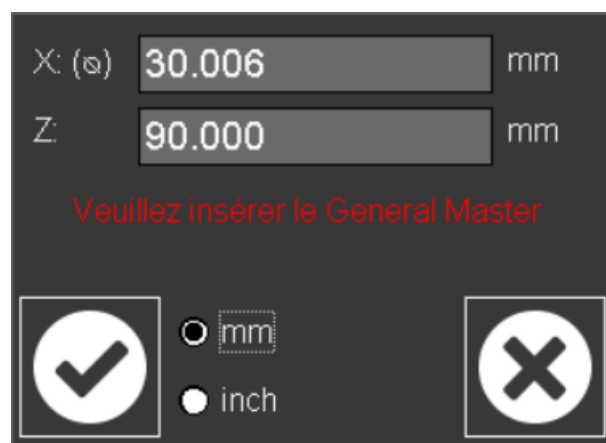 X: (⦰) 30.006 mm
Z: 90.000 mm
Veuillez insérer le General Master
mm
inch